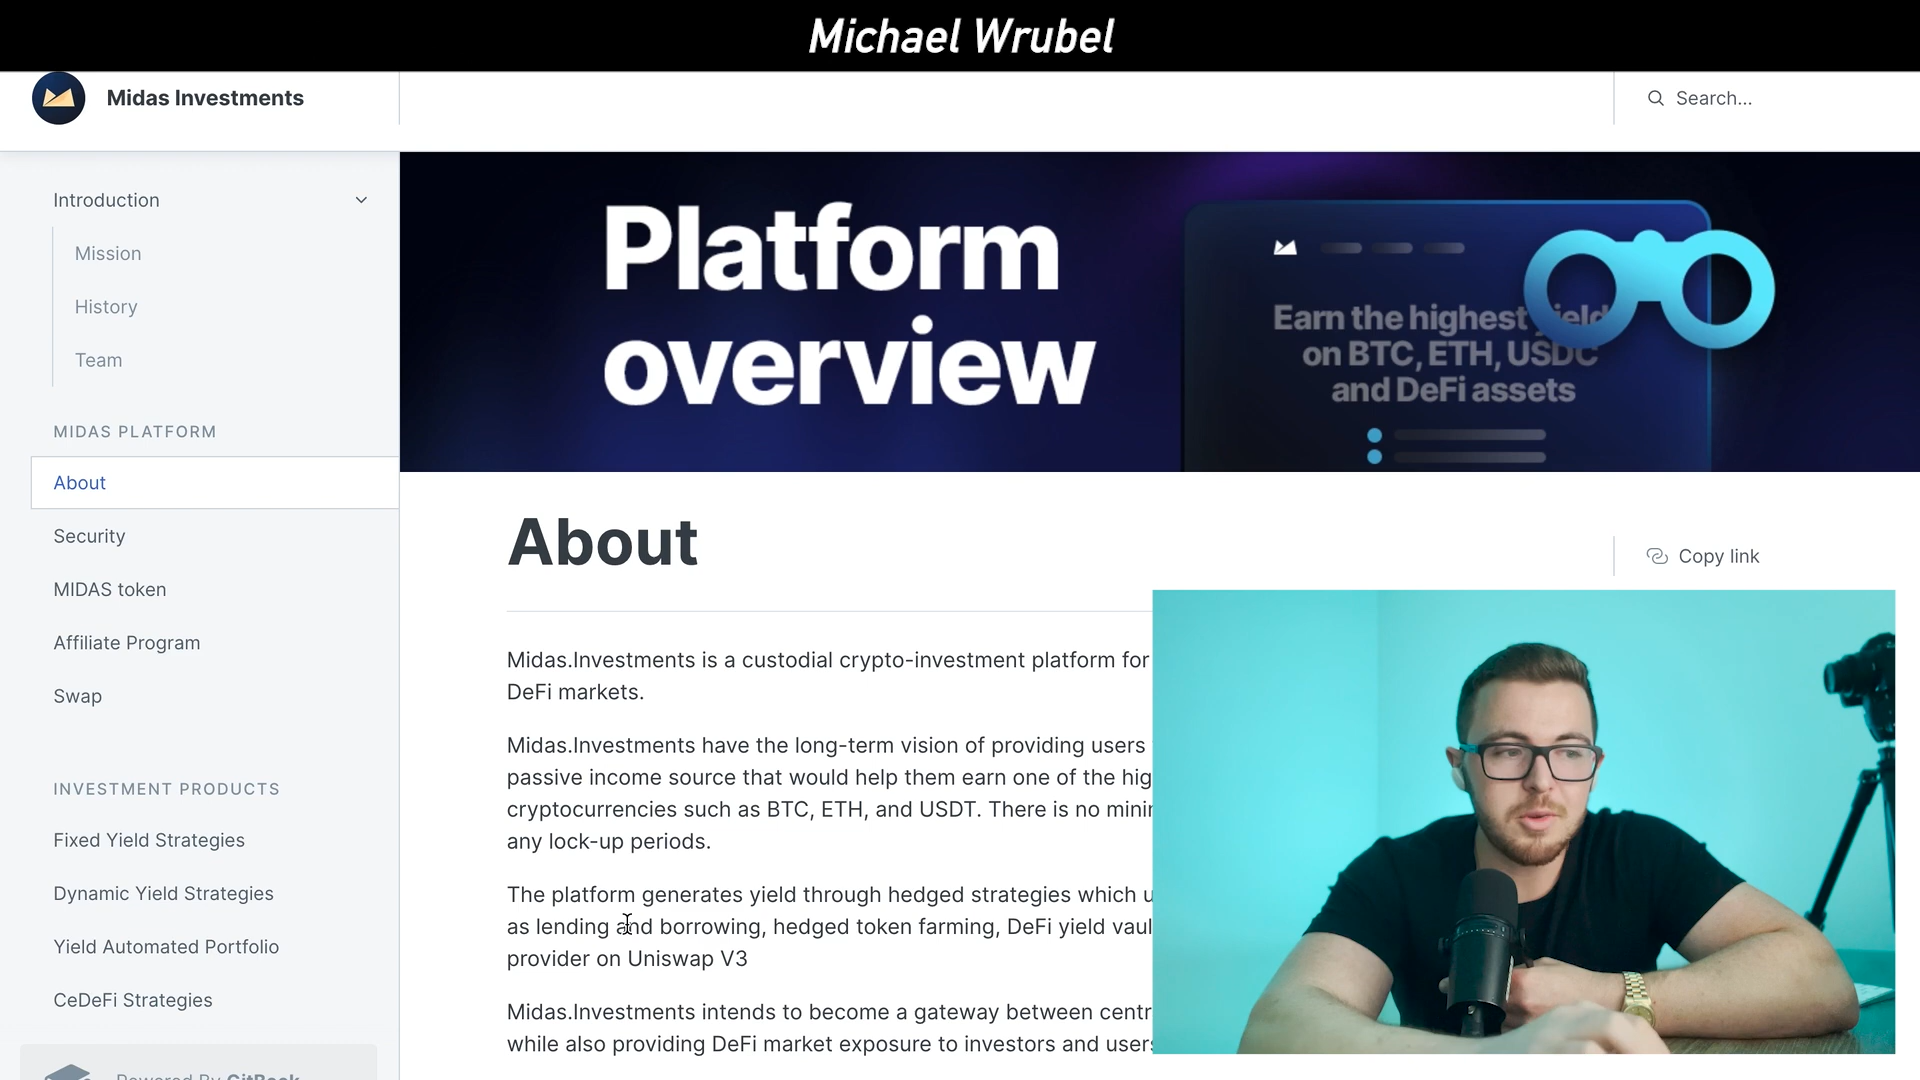 Michael Wrubel
Midas Investments
Search...
Introduction
Mission
History
Team
MIDAS PLATFORM
About
Security
MIDAS token
Affiliate Program
Swap
INVESTMENT PRODUCTS
Fixed Yield Strategies
Dynamic Yield Strategies
Yield Automated Portfolio
CeDeFi Strategies
Powered By GitBook
Platform
overview
Earn the highest yield
on BTC, ETH, USDC
and DeFi assets
About
Copy link
Midas.Investments is a custodial crypto-investment platform for
DeFi markets.
Midas.Investments have the long-term vision of providing users
passive income source that would help them earn one of the hig
cryptocurrencies such as BTC, ETH, and USDT. There is no minin
any lock-up periods.
The platform generates yield through hedged strategies which u
as lending and borrowing, hedged token farming, DeFi yield vaul
provider on Uniswap V3
Midas.Investments intends to become a gateway between centr
while also providing DeFi market exposure to investors and users